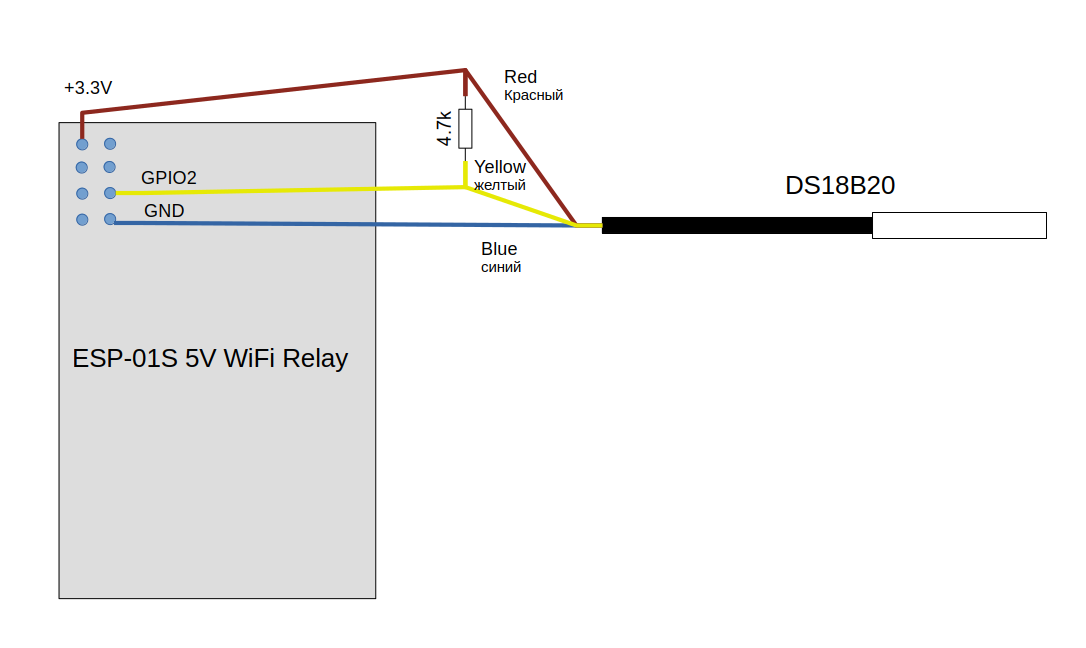 +3.3V
Red
Красный
4.7k
Yellow
желтый
GPIO2
GND
DS18B20
Blue
синий
ESP-01S 5V WiFi Relay